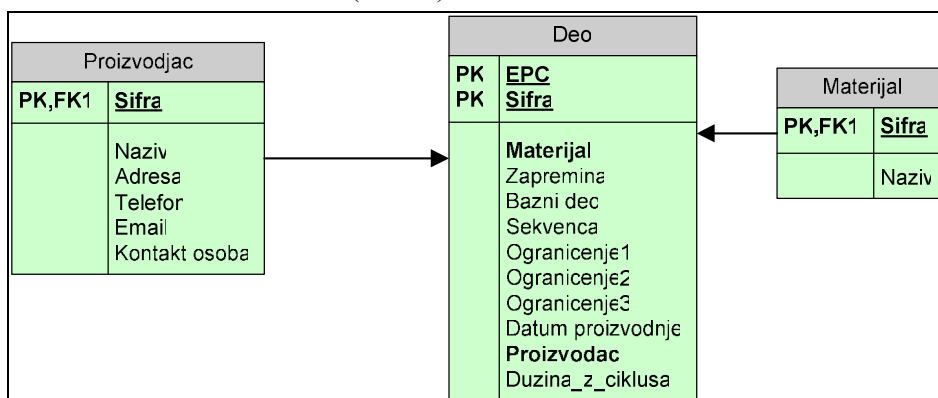 Proizvodjac
PK,FK1 Sifra
Naziv
Adresa
Telefon
Email
Kontakt osoba
Deo
PK EPC
PK Sifra
Materijal
Zapremina
Bazni deo
Sekvenca
Ogranicenje1
Ogranicenje2
Ogranicenje3
Datum proizvodnje
Proizvodac
Duzina_z_ciklusa
Materijal
PK,FK1 Sifra
Naziv